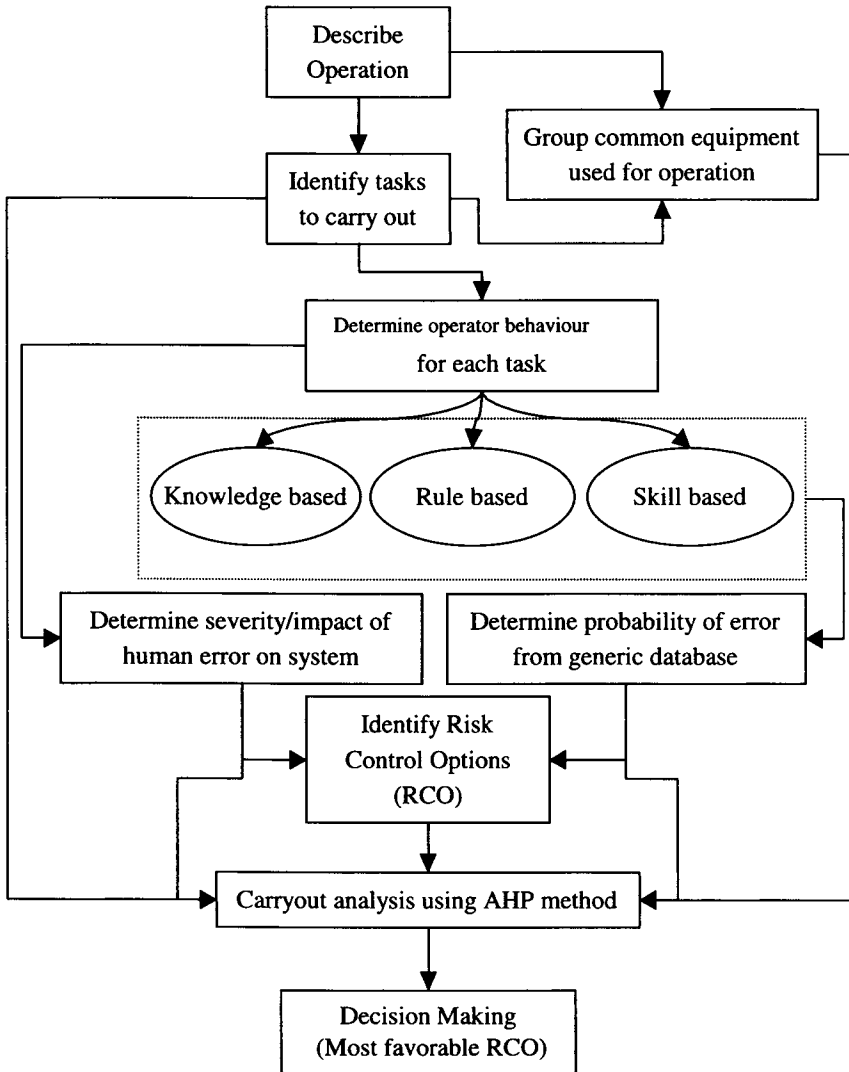 Describe
Operation
Group common equipment
used for operation
Identify tasks
to carry out
Determine operator behaviour
for each task
Knowledge based
Rule based
Skill based
Determine severity/impact of
human error on system
Determine probability of error
from generic database
Identify Risk
Control Options
(RCO)
Carryout analysis using AHP method
Decision Making
(Most favorable RCO)